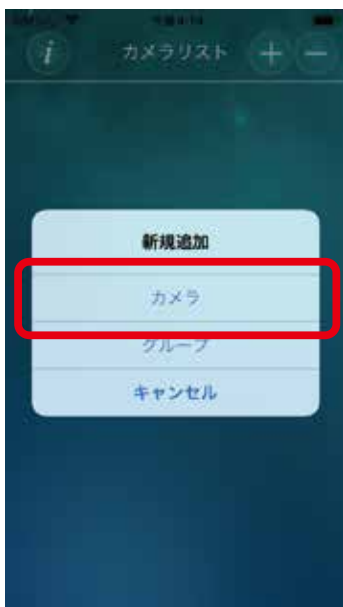 i カメラリスト + −
新規追加
カメラ
グループ
キャンセル